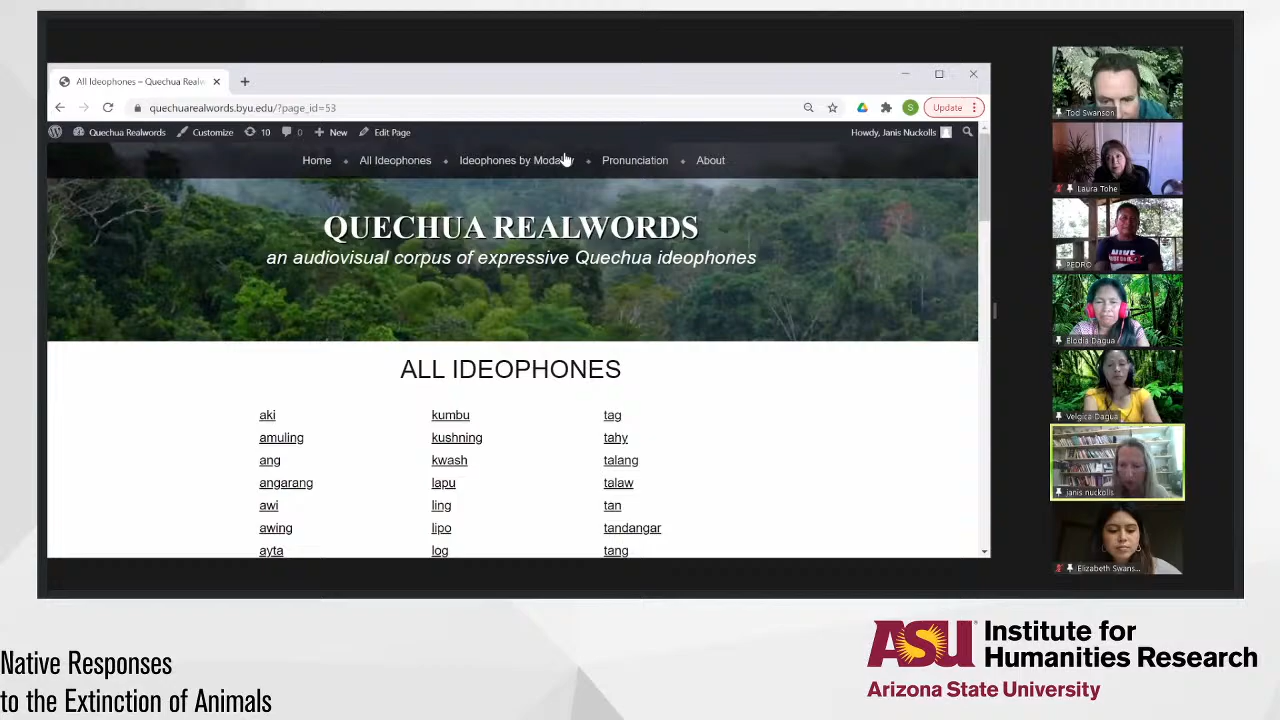 All Ideophones – Quechua Realw
quechuarealwords.byu.edu/?page_id=53
Update
Quechua Realwords
Customize
10
0
New
Edit Page
Howdy, Janis Nuckolls
Home
All Ideophones
Ideophones by Moda
Pronunciation
About
QUECHUA REALWORDS
an audiovisual corpus of expressive Quechua ideophones
ALL IDEOPHONES
aki kumbu tag
amuling kushning tahy
ang kwash talang
angarang lapu talaw
awi ling tan
awing lipo tandangar
ayta log tang
Tod Swanson
Laura Tohe
NIKE
PEDRO
Elodia Dagua
Velgica Dagua
janis nuckolls
Elizabeth Swans...
S
Native Responses
to the Extinction of Animals
ASU Institute for
Humanities Research
Arizona State University